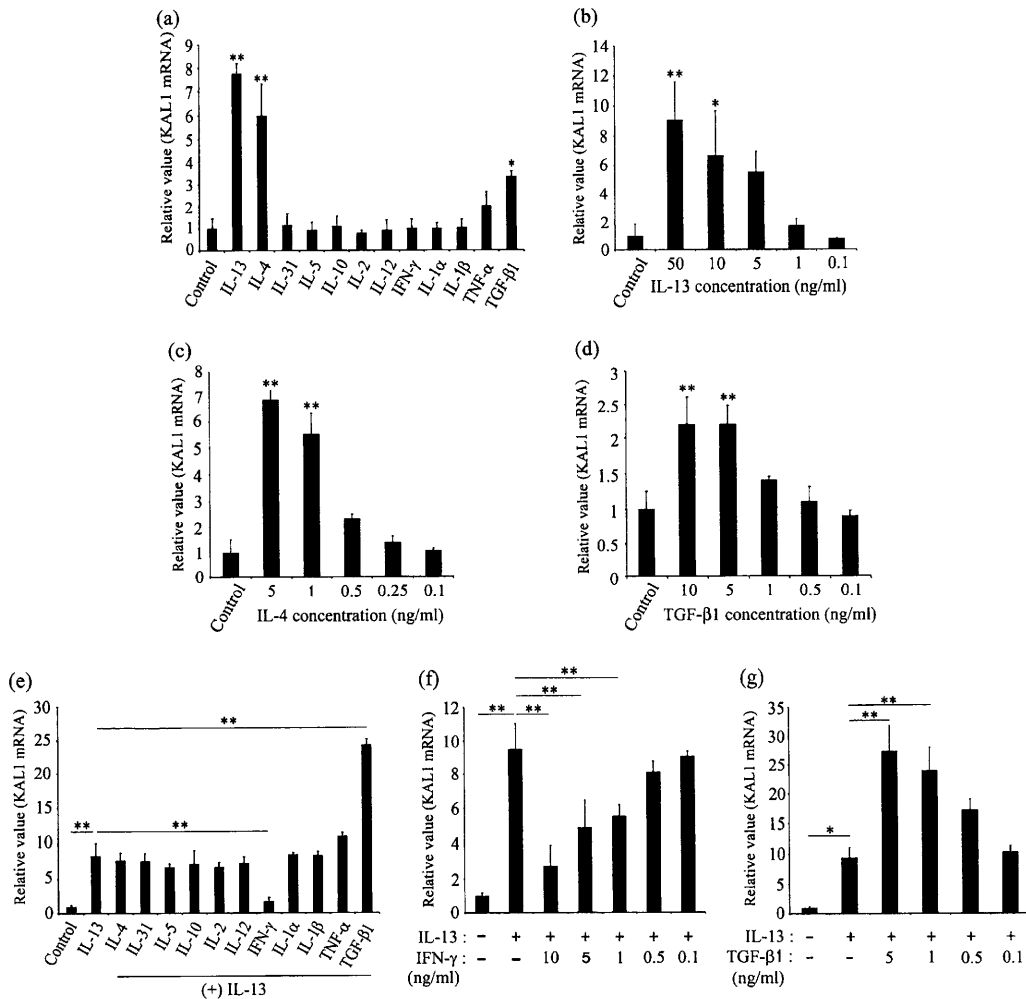 (a)
Relative value (KAL1 mRNA)
9
8
7
6
5
4
3
2
1
0
**
**
*
Control
IL-13
IL-4
IL-31
IL-5
IL-10
IL-2
IL-12
IFN-γ
IL-1α
IL-1β
TNF-α
TGF-β1
(b)
Relative value (KAL1 mRNA)
14
12
10
8
6
4
2
0
**
*
Control 50 10 5 1 0.1
IL-13 concentration (ng/ml)
(c)
Relative value (KAL1 mRNA)
8
7
6
5
4
3
2
1
0
**
**
Control 5 1 0.5 0.25 0.1
IL-4 concentration (ng/ml)
(d)
Relative value (KAL1 mRNA)
3
2.5
2
1.5
1
0.5
0
**
**
Control 10 5 1 0.5 0.1
TGF-β1 concentration (ng/ml)
(e)
Relative value (KAL1 mRNA)
30
25
20
15
10
5
0
**
**
**
Control
IL-13
IL-4
IL-31
IL-5
IL-10
IL-2
IL-12
IFN-γ
IL-1α
IL-1β
TNF-α
TGF-β1
(+) IL-13
(f)
Relative value (KAL1 mRNA)
12
10
8
6
4
2
0
**
**
** **
IL-13 : – + + + + + +
IFN-γ : – – 10 5 1 0.5 0.1
(ng/ml)
(g)
Relative value (KAL1 mRNA)
35
30
25
20
15
10
5
0
**
**
*
IL-13 : – + + + + +
TGF-β1 : – – 5 1 0.5 0.1
(ng/ml)